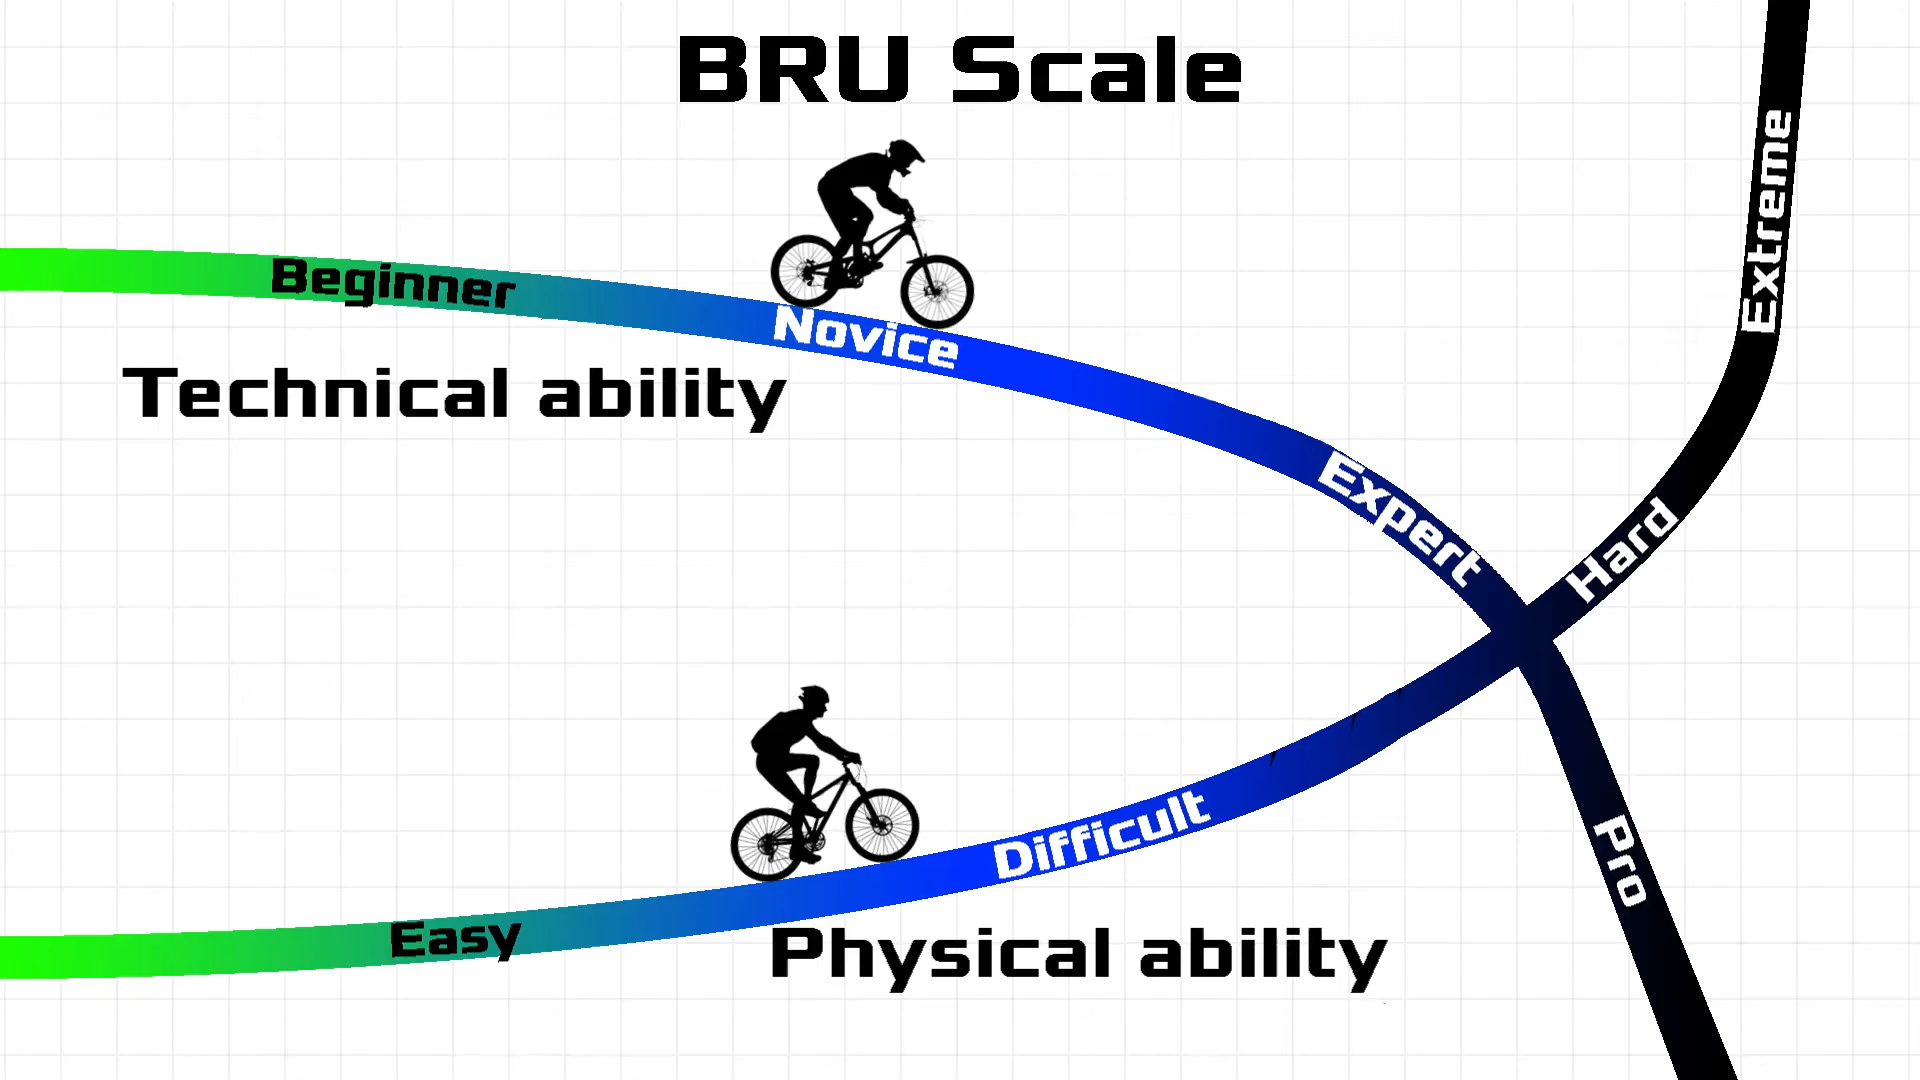 BRU Scale
Extreme
Beginner
Novice
Technical ability
Expert
Hard
Difficult
Pro
Easy
Physical ability